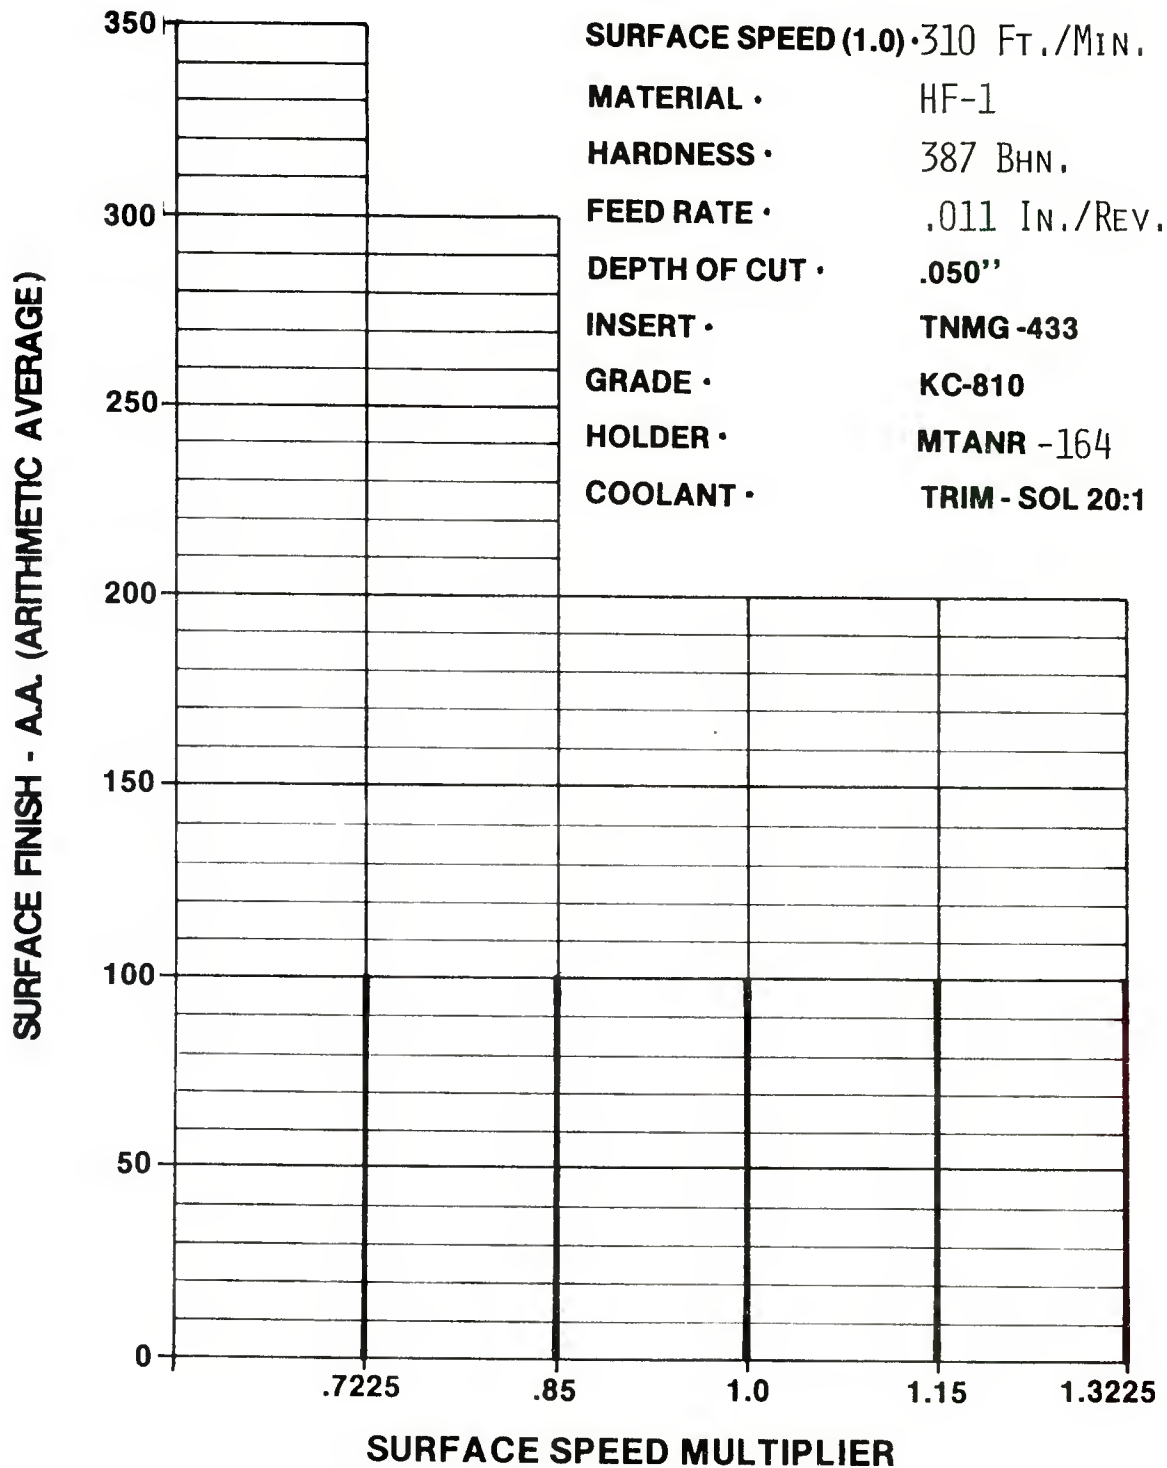 SURFACE SPEED (1.0) · 310 FT./MIN.
MATERIAL · HF-1
HARDNESS · 387 BHN.
FEED RATE · .011 IN./REV.
DEPTH OF CUT · .050’’
INSERT · TNMG-433
GRADE · KC-810
HOLDER · MTANR -164
COOLANT · TRIM - SOL 20:1
SURFACE FINISH - A.A. (ARITHMETIC AVERAGE)
350
300
250
200
150
100
50
0
.7225 .85 1.0 1.15 1.3225
SURFACE SPEED MULTIPLIER